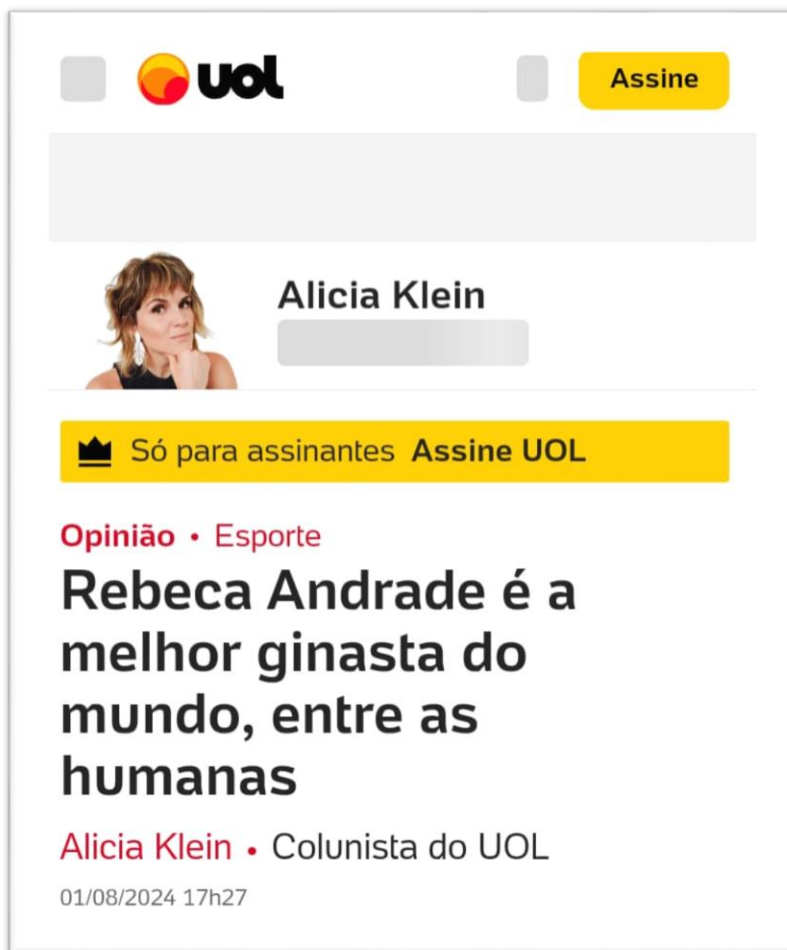 uol
Assine
Alicia Klein
Só para assinantes Assine UOL
Opinião • Esporte
Rebeca Andrade é a
melhor ginasta do
mundo, entre as
humanas
Alicia Klein • Colunista do UOL
01/08/2024 17h27